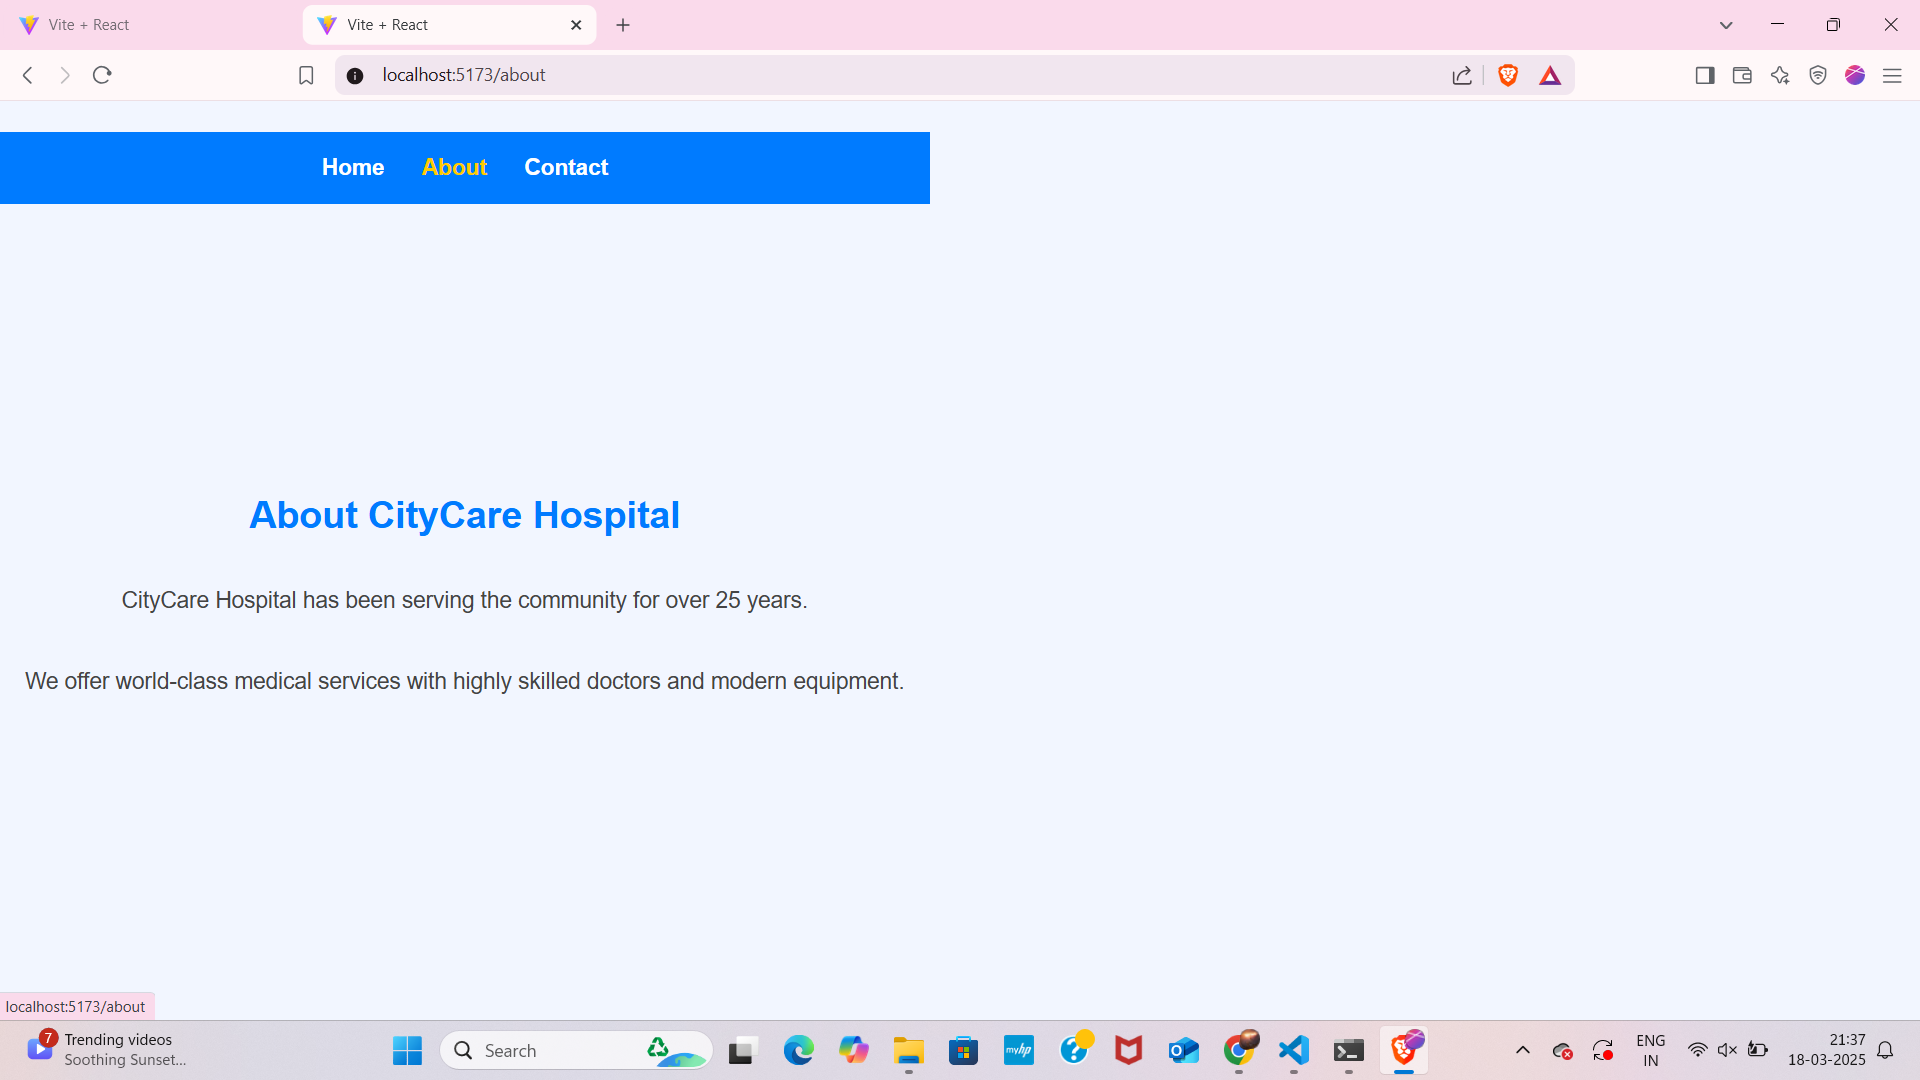 Vite + React
Vite + React
localhost:5173/about
Home About Contact
About CityCare Hospital
CityCare Hospital has been serving the community for over 25 years.
We offer world-class medical services with highly skilled doctors and modern equipment.
localhost:5173/about
7
Trending videos
Soothing Sunset...
Search
myhp
ENG
IN
21:37
18-03-2025